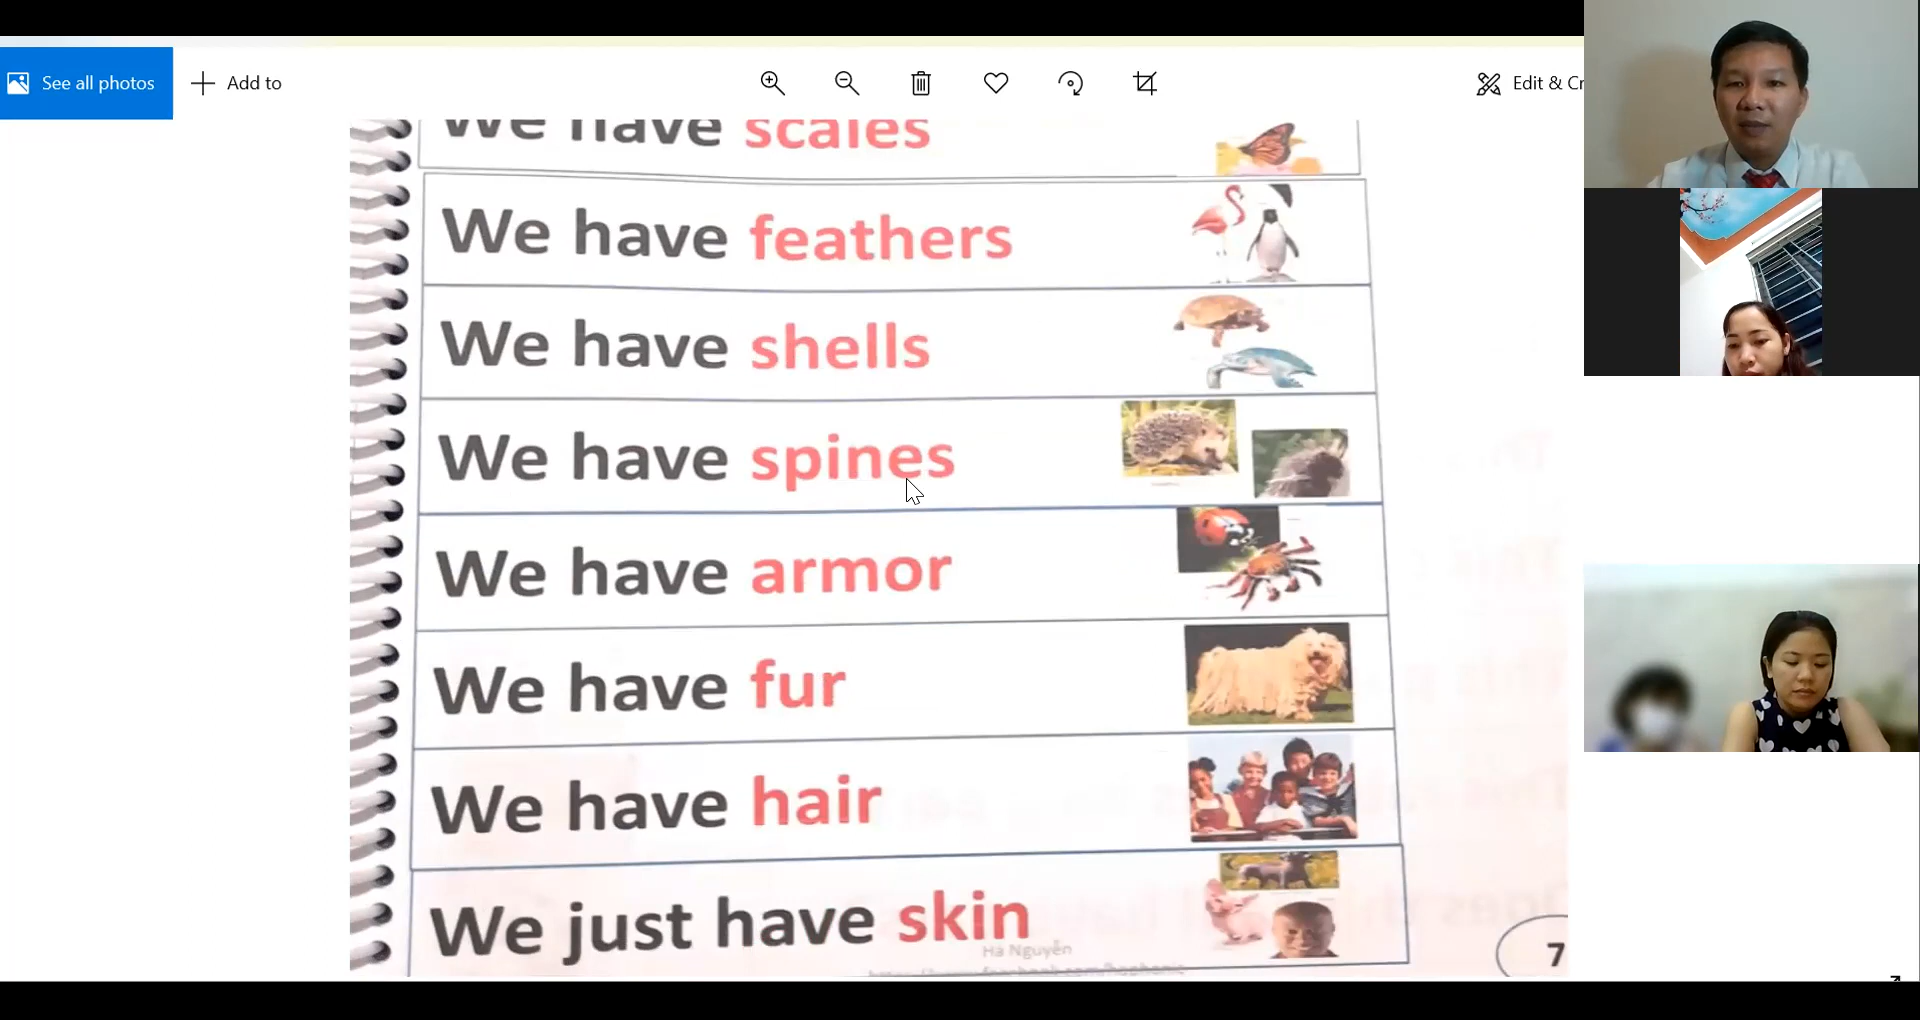 See all photos
Add to
Edit & Cr
We have scales
We have feathers
We have shells
We have spines
We have armor
We have fur
We have hair
We just have skin
Hà Nguyễn
7